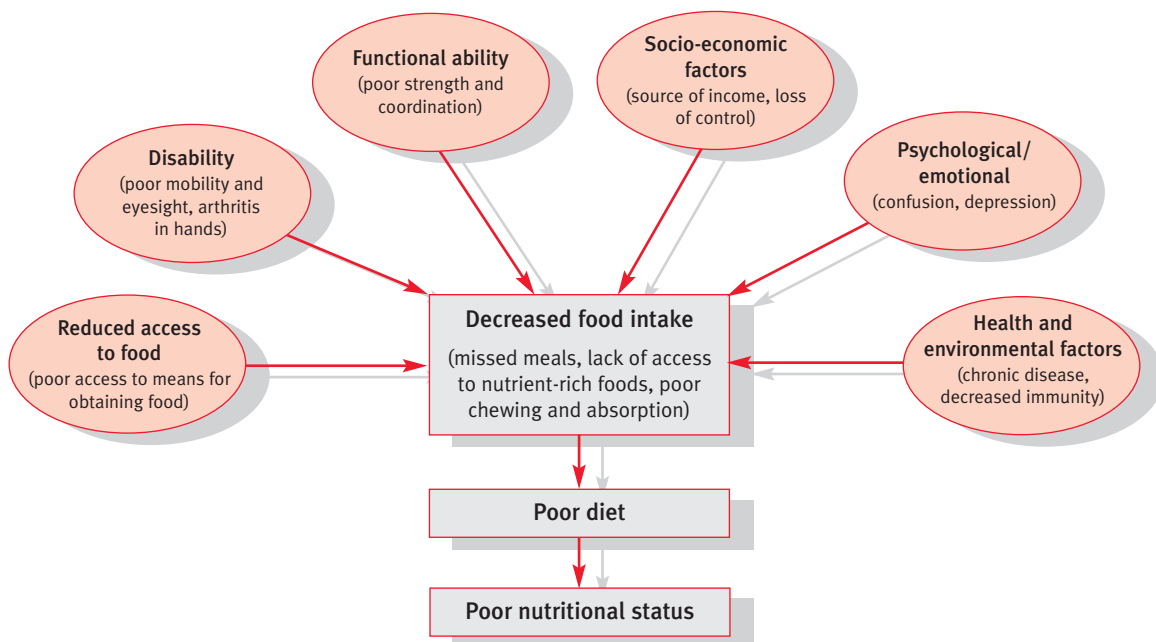 Functional ability
(poor strength and
coordination)
Socio-economic
factors
(source of income, loss
of control)
Disability
(poor mobility and
eyesight, arthritis
in hands)
Psychological/
emotional
(confusion, depression)
Reduced access
to food
(poor access to means for
obtaining food)
Decreased food intake
(missed meals, lack of access
to nutrient-rich foods, poor
chewing and absorption)
Health and
environmental factors
(chronic disease,
decreased immunity)
Poor diet
Poor nutritional status